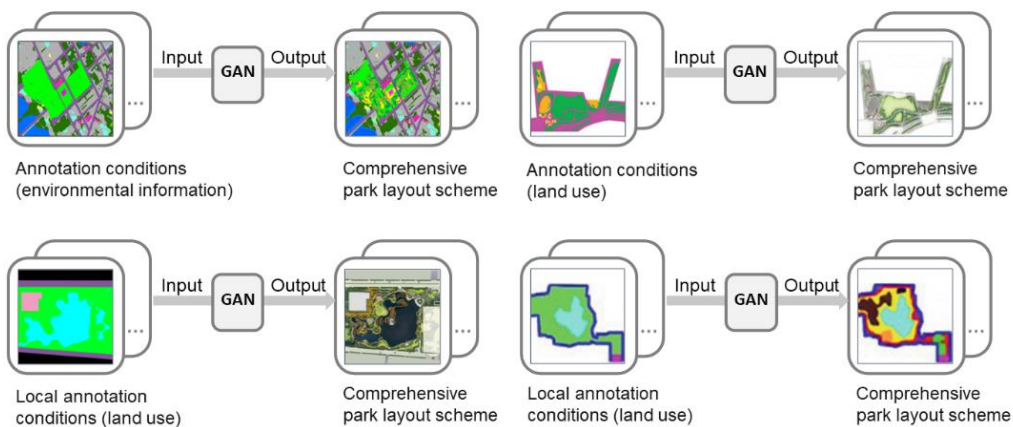 Input
GAN
Output
...
...
Annotation conditions
(environmental information)
Comprehensive
park layout scheme
Input
GAN
Output
...
...
Annotation conditions
(land use)
Comprehensive
park layout scheme
Input
GAN
Output
...
...
Local annotation
conditions (land use)
Comprehensive
park layout scheme
Input
GAN
Output
...
...
Local annotation
conditions (land use)
Comprehensive
park layout scheme